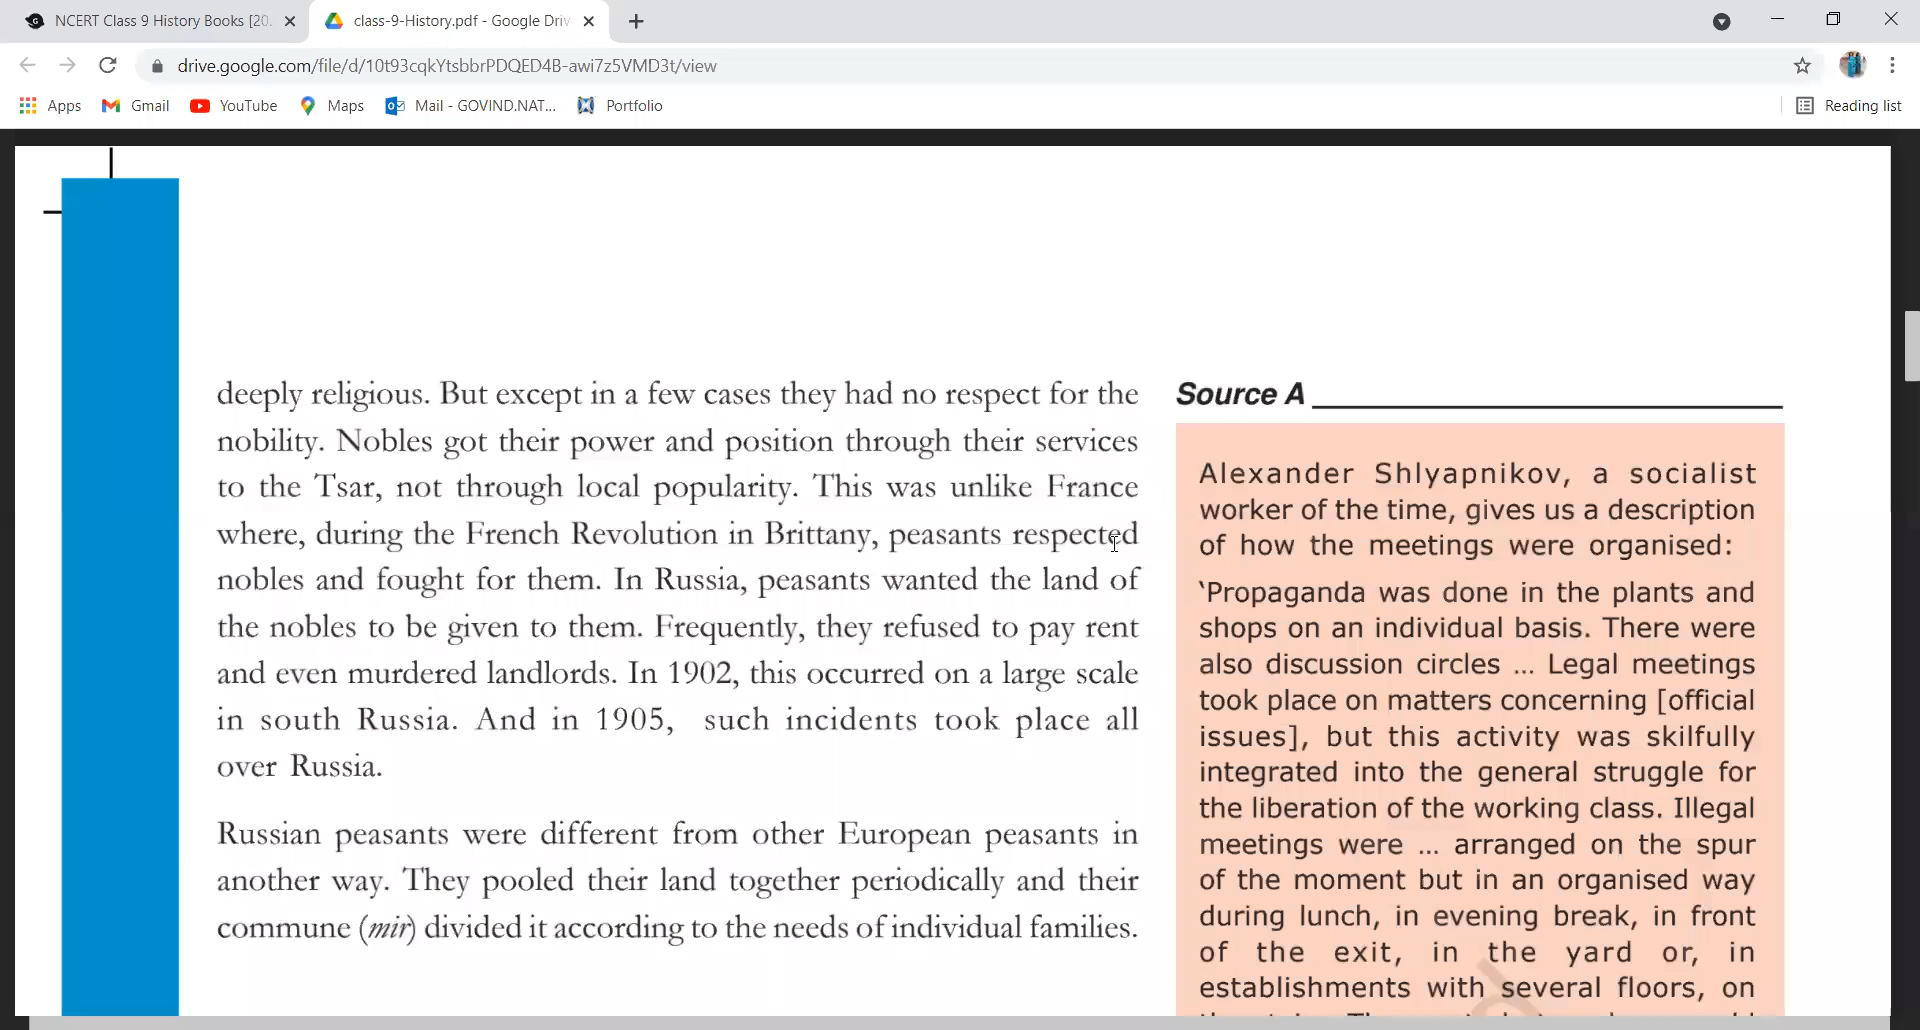 NCERT Class 9 History Books [20
class-9-History.pdf - Google Driv
drive.google.com/file/d/10t93cqkYtsbbrPDQED4B-awi7z5VMD3t/view
Apps
Gmail
YouTube
Maps
Mail - GOVIND.NAT...
Portfolio
Reading list
deeply religious. But except in a few cases they had no respect for the
nobility. Nobles got their power and position through their services
to the Tsar, not through local popularity. This was unlike France
where, during the French Revolution in Brittany, peasants respected
nobles and fought for them. In Russia, peasants wanted the land of
the nobles to be given to them. Frequently, they refused to pay rent
and even murdered landlords. In 1902, this occurred on a large scale
in south Russia. And in 1905, such incidents took place all
over Russia.
Russian peasants were different from other European peasants in
another way. They pooled their land together periodically and their
commune (mir) divided it according to the needs of individual families.
Source A
Alexander Shlyapnikov, a socialist
worker of the time, gives us a description
of how the meetings were organised:
‘Propaganda was done in the plants and
shops on an individual basis. There were
also discussion circles ... Legal meetings
took place on matters concerning [official
issues], but this activity was skilfully
integrated into the general struggle for
the liberation of the working class. Illegal
meetings were ... arranged on the spur
of the moment but in an organised way
during lunch, in evening break, in front
of the exit, in the yard or, in
establishments with several floors, on